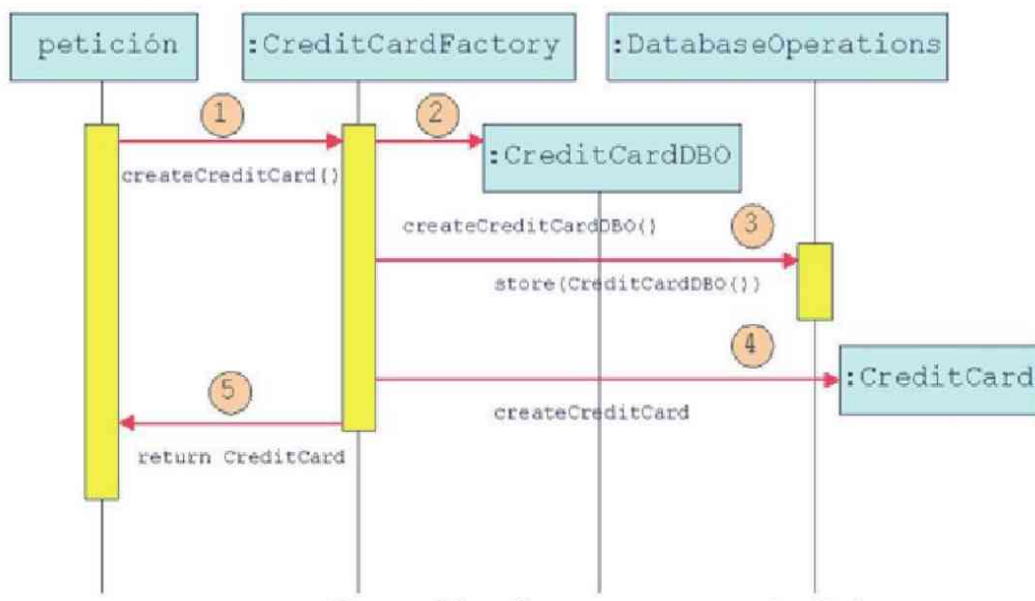 petición
:CreditCardFactory
:DatabaseOperations
1
2
createCreditCard()
:CreditCardDBO
createCreditCardDBO()
3
store(CreditCardDBO())
4
:CreditCard
createCreditCard
5
return CreditCard